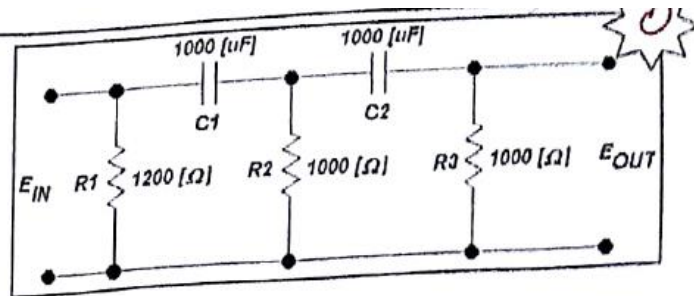 1000 [uF] 1000 [uF]
C1 C2
E_IN R1 1200 [Ω] R2 1000 [Ω] R3 1000 [Ω] E_OUT